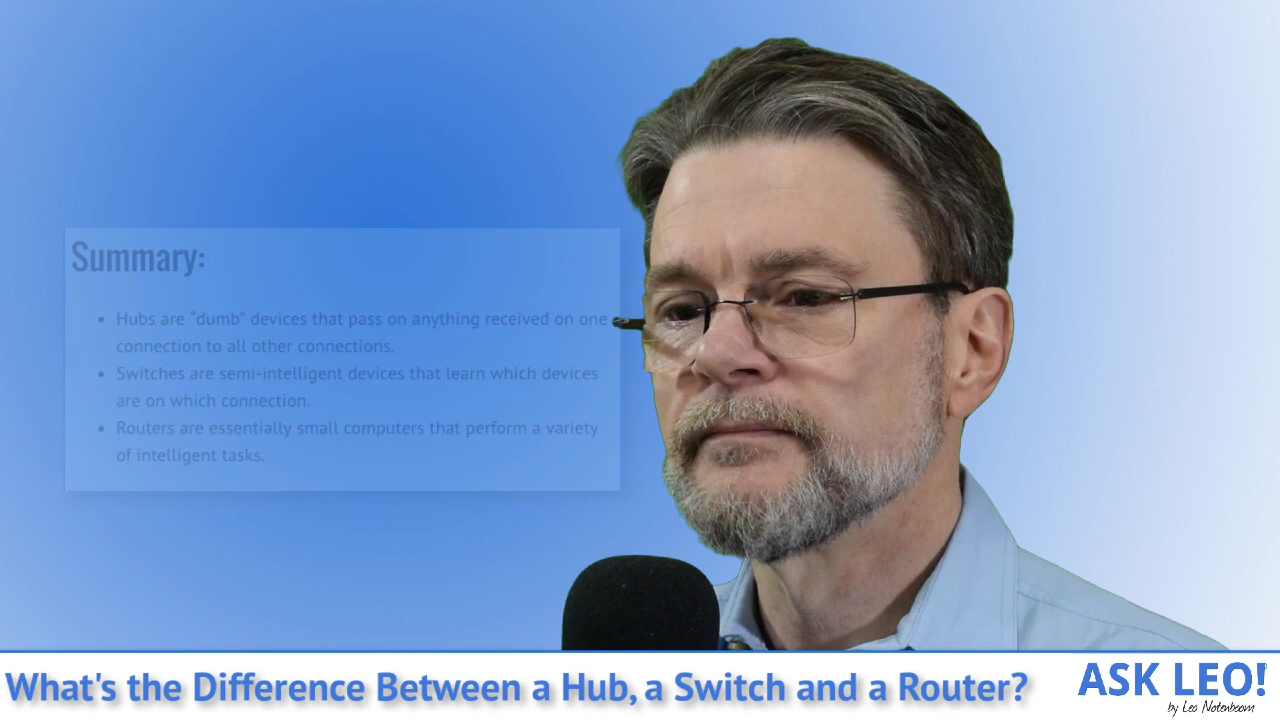 Summary:
• Hubs are “dumb” devices that pass on anything received on one
connection to all other connections.
• Switches are semi-intelligent devices that learn which devices
are on which connection.
• Routers are essentially small computers that perform a variety
of intelligent tasks.
What's the Difference Between a Hub, a Switch and a Router?
ASK LEO!
by Leo Notenboom